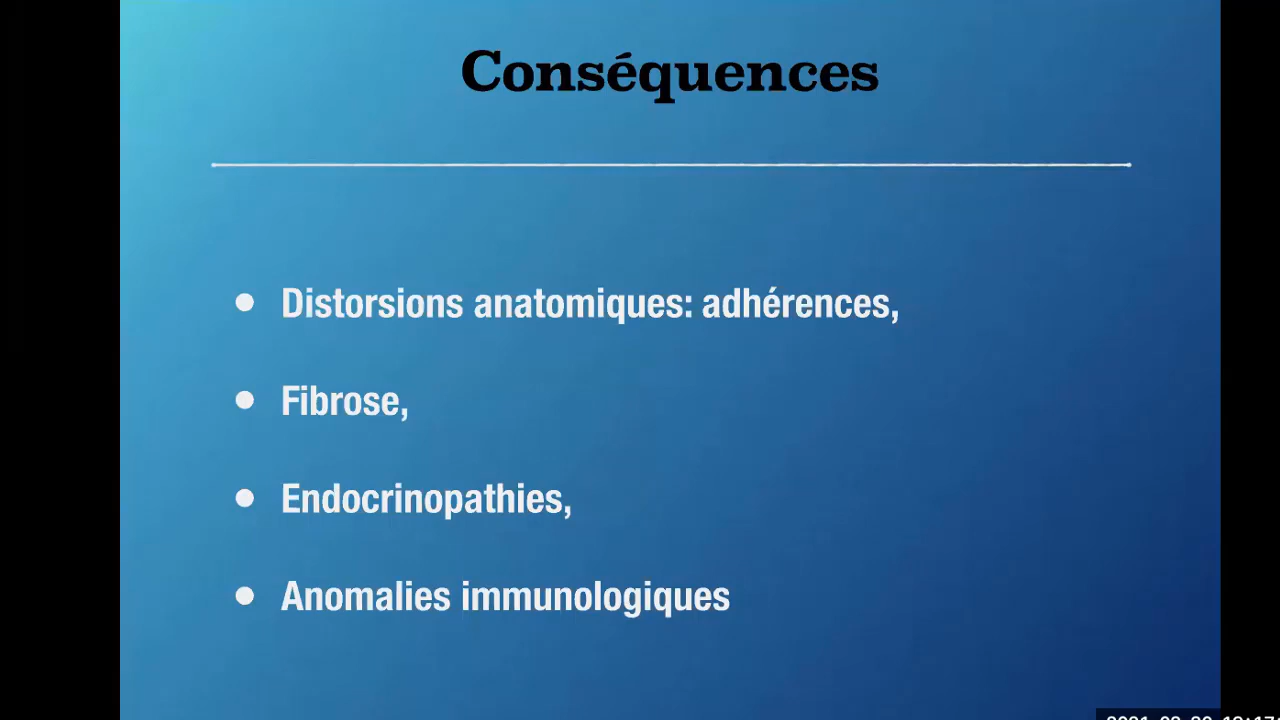 Conséquences
• Distorsions anatomiques: adhérences,
• Fibrose,
• Endocrinopathies,
• Anomalies immunologiques